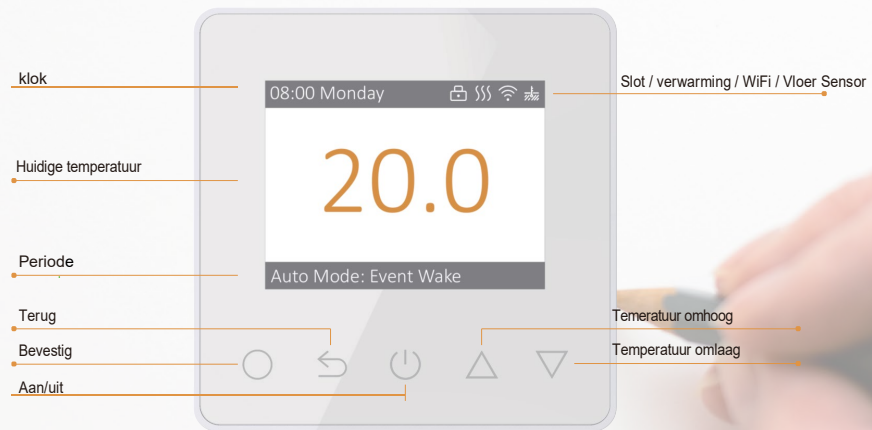 klok
08:00 Monday
Slot / verwarming / WiFi / Vloer Sensor
Huidige temperatuur
20.0
Periode
Auto Mode: Event Wake
Terug
Temeratuur omhoog
Bevestig
Temperatuur omlaag
Aan/uit